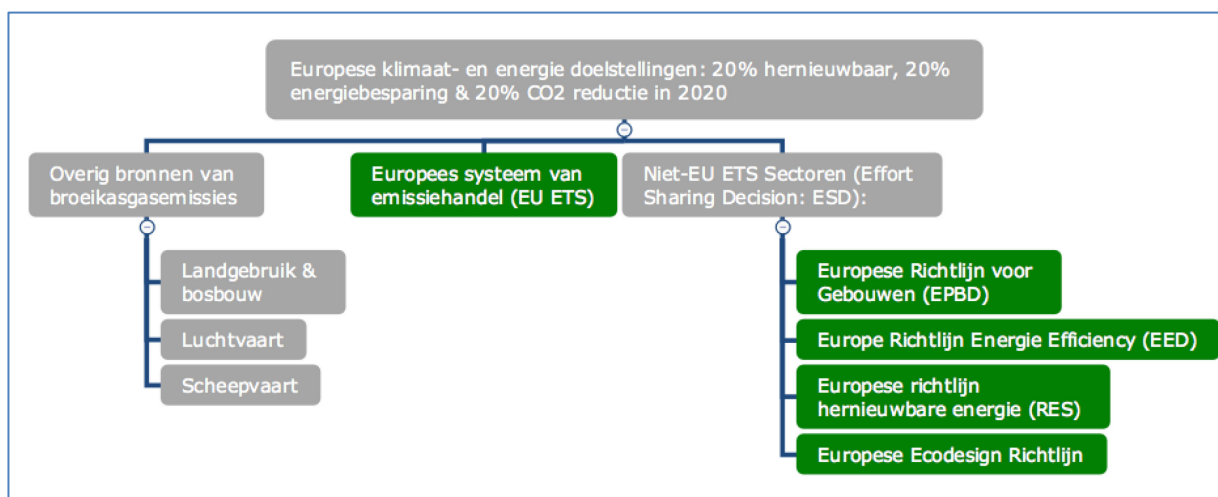 Europese klimaat- en energie doelstellingen: 20% hernieuwbaar, 20%
energiebesparing & 20% CO2 reductie in 2020
Overig bronnen van
broeikasgasemissies
Europees systeem van
emissiehandel (EU ETS)
Niet-EU ETS Sectoren (Effort
Sharing Decision: ESD):
Landgebruik &
bosbouw
Luchtvaart
Scheepvaart
Europese Richtlijn voor
Gebouwen (EPBD)
Europe Richtlijn Energie Efficiency (EED)
Europese richtlijn
hernieuwbare energie (RES)
Europese Ecodesign Richtlijn